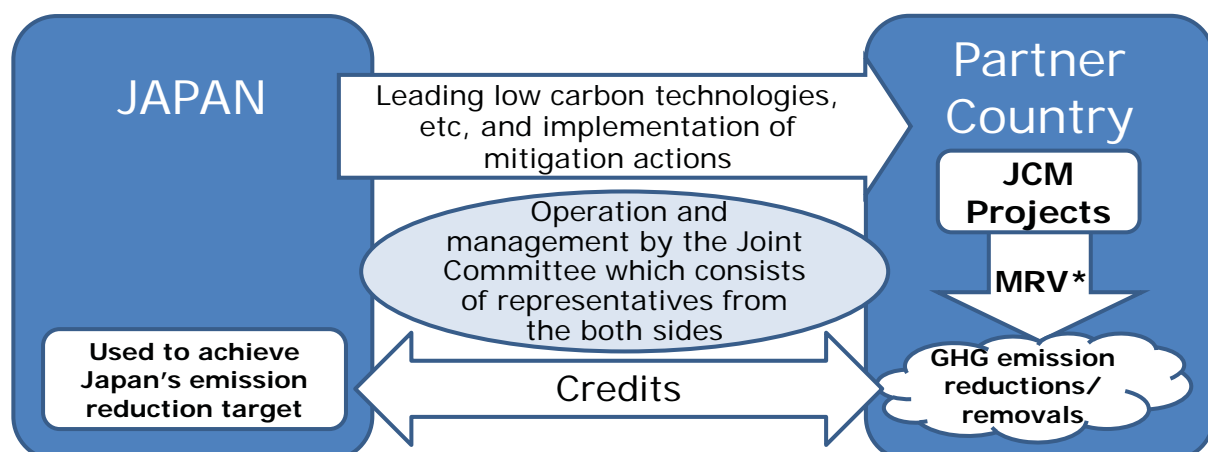 JAPAN
Leading low carbon technologies,
etc, and implementation of
mitigation actions
Partner
Country
JCM
Projects
Operation and
management by the Joint
Committee which consists
of representatives from
the both sides
MRV*
Used to achieve
Japan's emission
reduction target
Credits
GHG emission
reductions/
removals